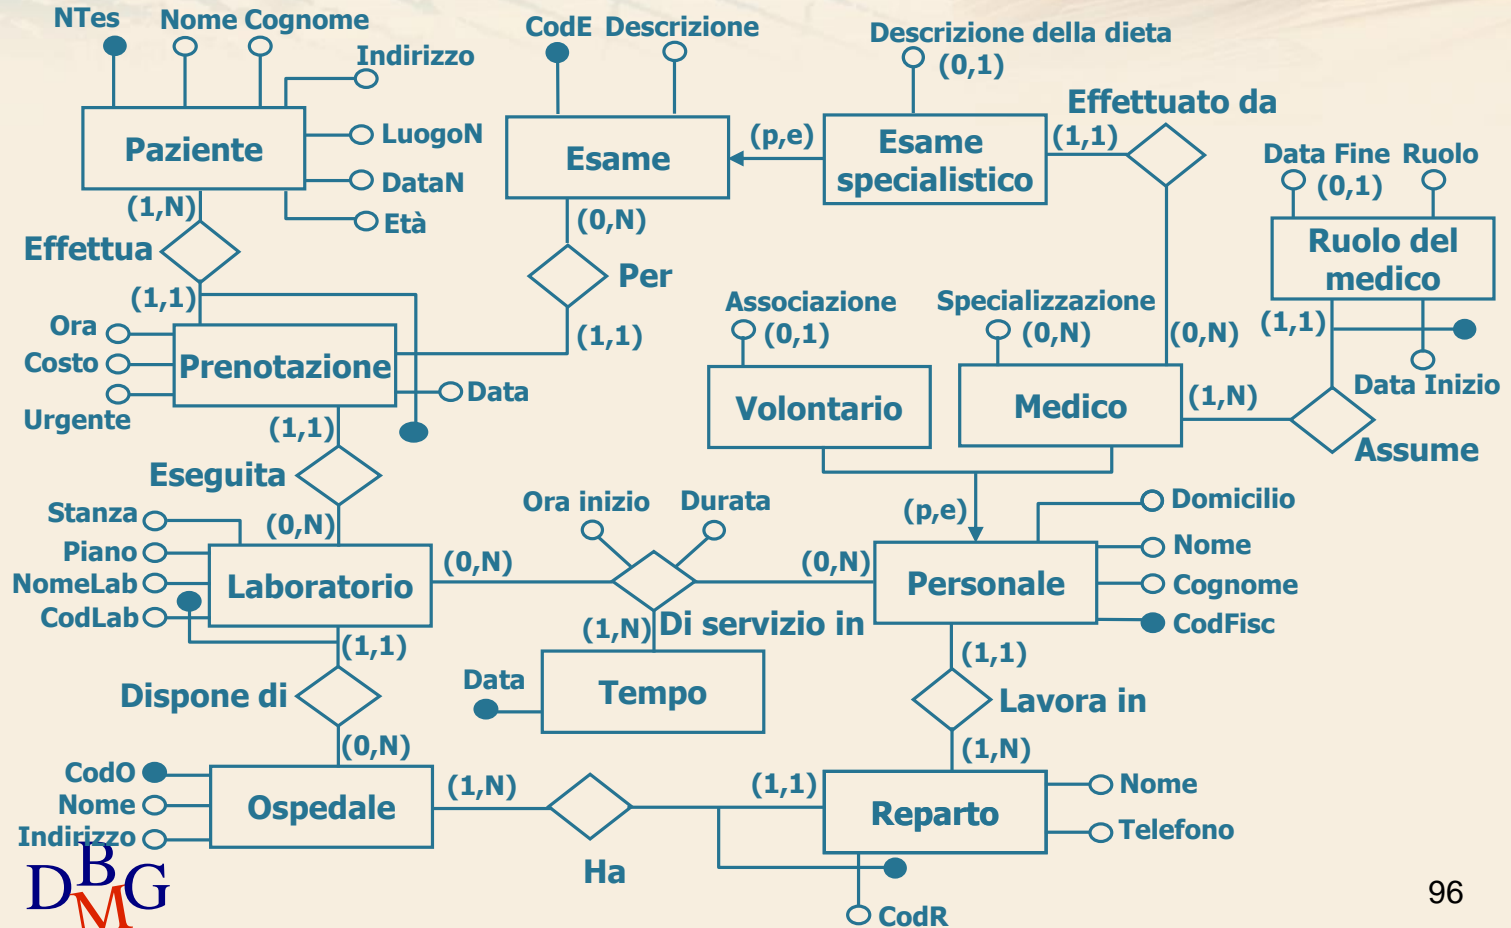 NTes
Nome Cognome
CodE Descrizione
Descrizione della dieta
(0,1)
Indirizzo
Effettuato da
Paziente
LuogoN
DataN
Età
Esame
(p,e)
Esame
specialistico
(1,1)
Data Fine Ruolo
(0,1)
Ruolo del
medico
(1,N)
Effettua
(1,1)
(0,N)
Per
(1,1)
Associazione
(0,1)
Specializzazione
(0,N)
(0,N)
(1,1)
Data Inizio
Ora
Costo
Urgente
Prenotazione
Data
Volontario
Medico
(1,N)
Assume
(1,1)
Eseguita
(0,N)
Stanza
Piano
NomeLab
CodLab
Laboratorio
(0,N)
Ora inizio
Durata
(0,N)
Di servizio in
(1,N)
(p,e)
Personale
Domicilio
Nome
Cognome
CodFisc
(1,1)
Dispone di
(0,N)
Data
Tempo
(1,1)
Lavora in
(1,N)
CodO
Nome
Indirizzo
Ospedale
(1,N)
Ha
(1,1)
Reparto
Nome
Telefono
CodR
DBMG
96